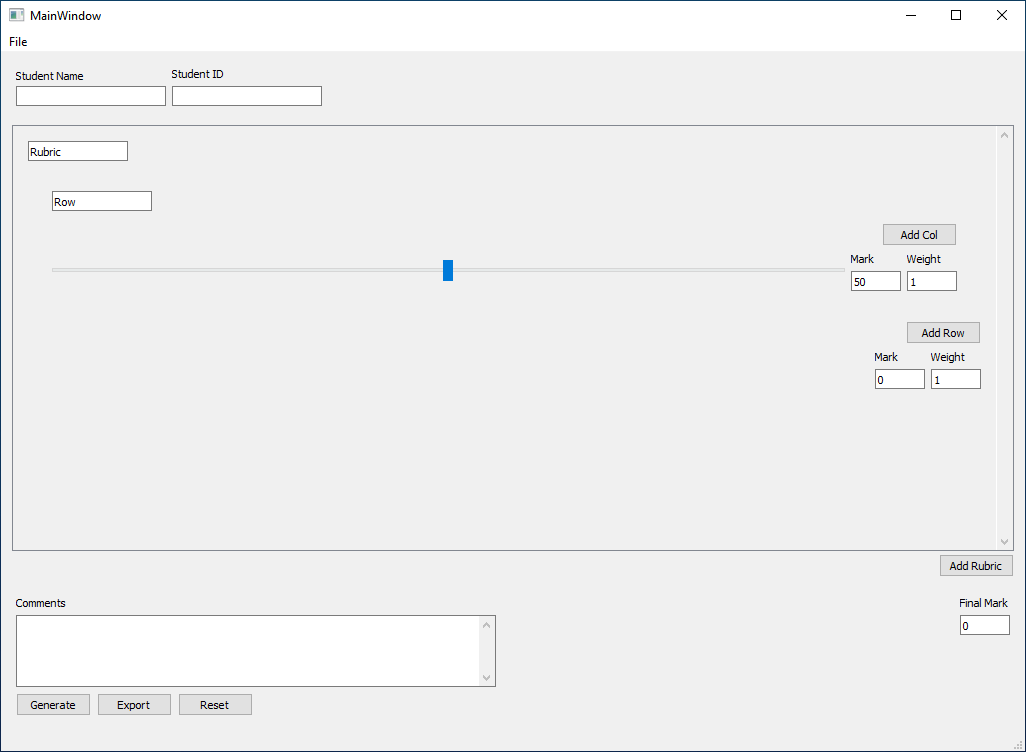 MainWindow
File
Student Name Student ID
Rubric
Row
Add Col
Mark Weight
50 1
Add Row
Mark Weight
0 1
Add Rubric
Comments Final Mark
0
Generate Export Reset